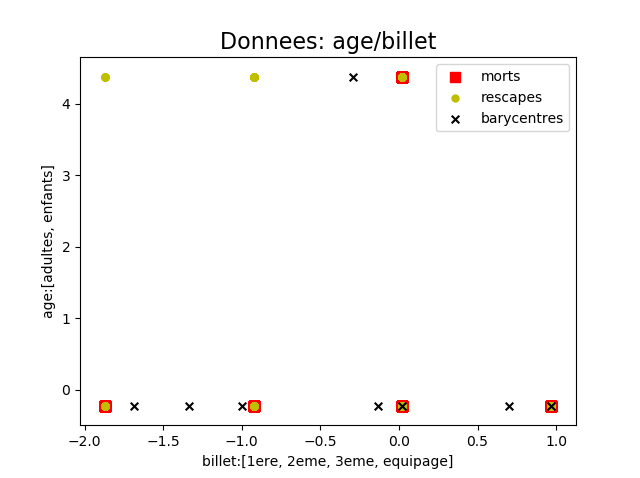 Donnees: age/billet
morts
rescapes
barycentres
4
3
2
1
0
age:[adultes, enfants]
−2.0 −1.5 −1.0 −0.5 0.0 0.5 1.0
billet:[1ere, 2eme, 3eme, equipage]